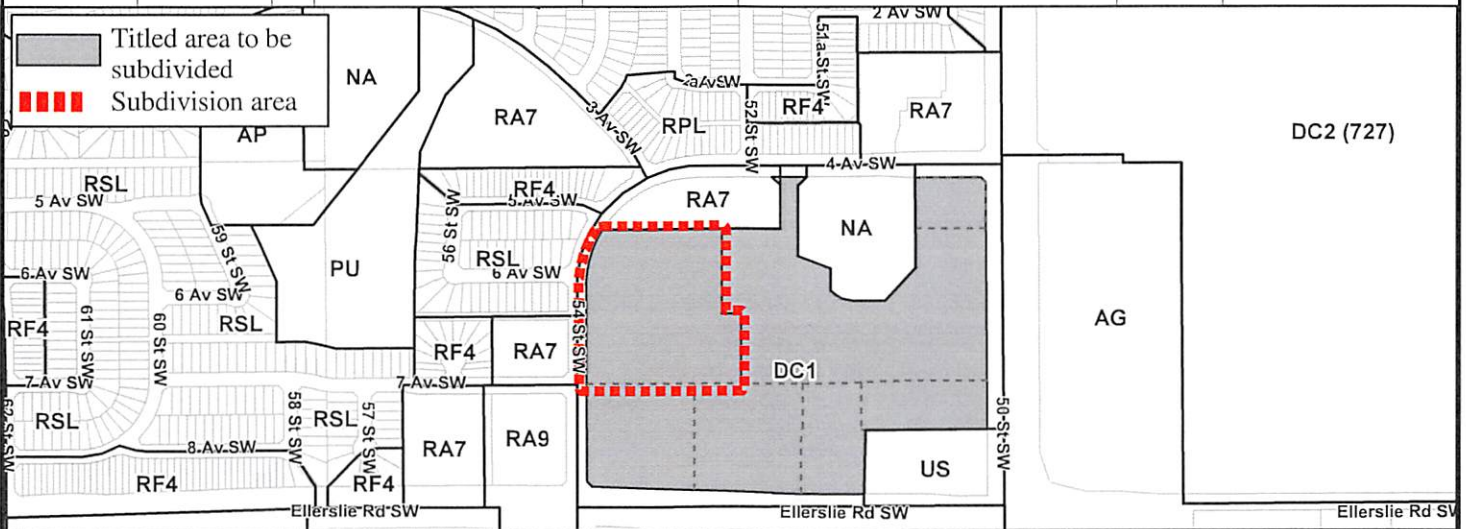 Titled area to be
subdivided
Subdivision area
2 Av SW
51a St SW
NA
AP
RA7
3 Av SW
2a Av SW
RPL
52 St SW
RF4
RA7
DC2 (727)
4 Av SW
RSL
5 Av SW
RF4
5 Av SW
RA7
NA
59 St SW
56 St SW
RSL
6 Av SW
PU
6 Av SW
6 Av SW
RSL
RF4
61 St SW
60 St SW
54 St SW
RF4
RA7
AG
DC1
7 Av SW
7 Av SW
62 St SW
RSL
58 St SW
RSL
57 St SW
RA7
RA9
50 St SW
8 Av SW
RF4
RF4
US
Ellerslie Rd SW
Ellerslie Rd SW
Ellerslie Rd SW